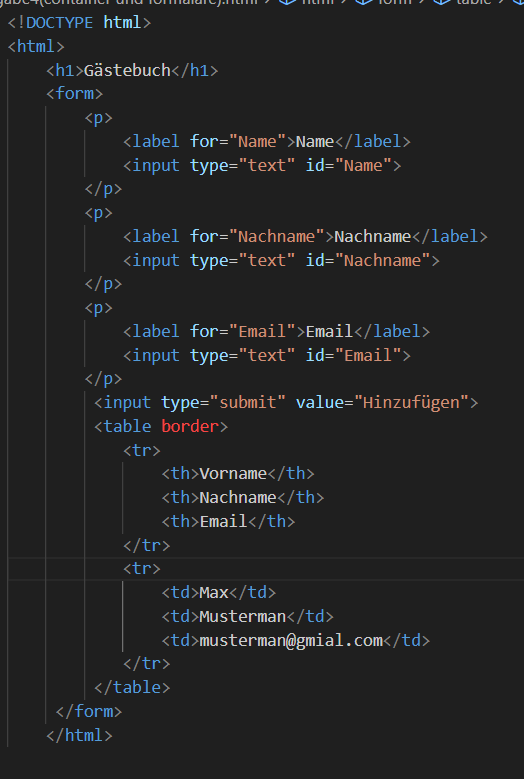 gabe4(container und formulare).html > html > form > table >
<!DOCTYPE html>
<html>
<h1>Gästebuch</h1>
<form>
<p>
<label for="Name">Name</label>
<input type="text" id="Name">
</p>
<p>
<label for="Nachname">Nachname</label>
<input type="text" id="Nachname">
</p>
<p>
<label for="Email">Email</label>
<input type="text" id="Email">
</p>
<input type="submit" value="Hinzufügen">
<table border>
<tr>
<th>Vorname</th>
<th>Nachname</th>
<th>Email</th>
</tr>
<tr>
<td>Max</td>
<td>Musterman</td>
<td>musterman@gmial.com</td>
</tr>
</table>
</form>
</html>